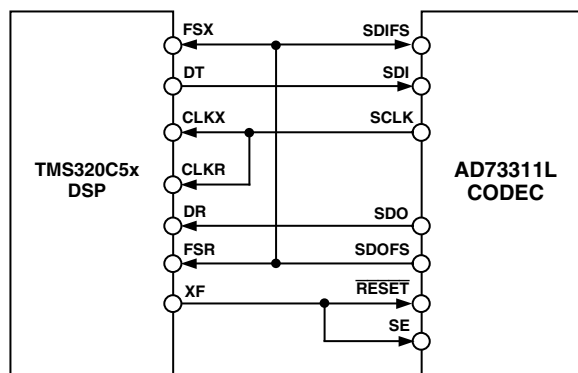 FSX SDIFS
DT SDI
CLKX SCLK
TMS320C5x
DSP
CLKR
AD73311L
CODEC
DR SDO
FSR SDOFS
XF RESET
SE